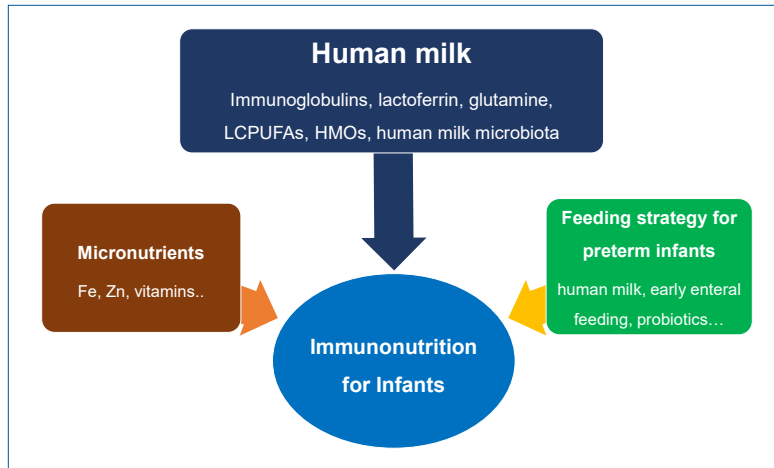 Human milk
Immunoglobulins, lactoferrin, glutamine,
LCPUFAs, HMOs, human milk microbiota
Micronutrients
Fe, Zn, vitamins..
Feeding strategy for
preterm infants
human milk, early enteral
feeding, probiotics…
Immunonutrition
for Infants